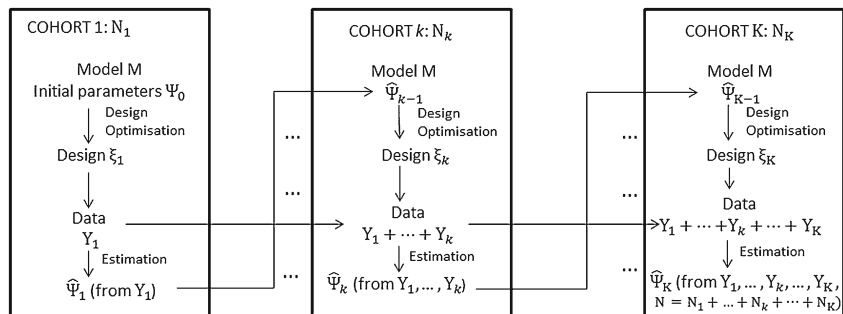 COHORT 1: N₁
Model M
Initial parameters Ψ₀
Design
Optimisation
Design ξ₁
Data
Y₁
Estimation
Ψ̂₁ (from Y₁)
...
...
...
COHORT k: Nₖ
Model M
Ψ̂ₖ₋₁
Design
Optimisation
Design ξₖ
Data
Y₁ + ⋯ + Yₖ
Estimation
Ψ̂ₖ (from Y₁, ..., Yₖ)
...
...
...
COHORT K: N_K
Model M
Ψ̂_K−1
Design
Optimisation
Design ξ_K
Data
Y₁ + ⋯ +Yₖ + ⋯ + Y_K
Estimation
Ψ̂_K (from Y₁, ..., Yₖ, ..., Y_K,
N = N₁ + ... + Nₖ + ⋯ + N_K)